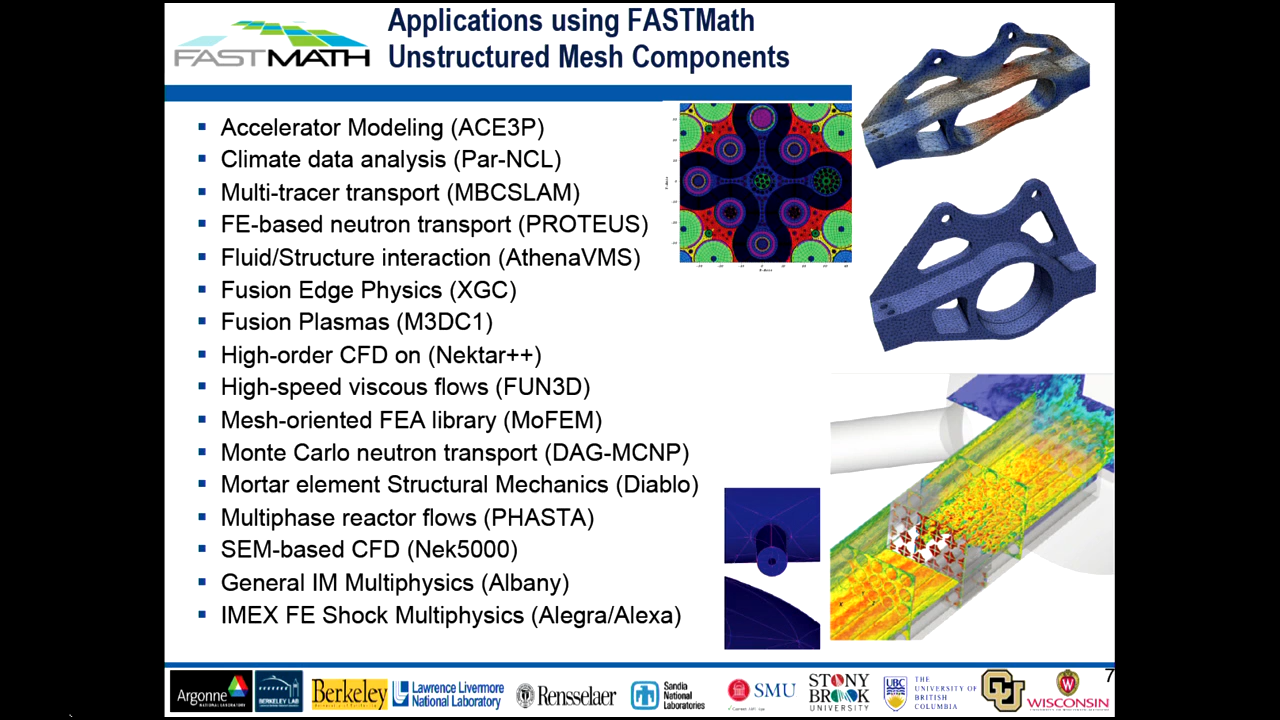 Applications using FASTMath
Unstructured Mesh Components
FASTMATH
▪ Accelerator Modeling (ACE3P)
▪ Climate data analysis (Par-NCL)
▪ Multi-tracer transport (MBCSLAM)
▪ FE-based neutron transport (PROTEUS)
▪ Fluid/Structure interaction (AthenaVMS)
▪ Fusion Edge Physics (XGC)
▪ Fusion Plasmas (M3DC1)
▪ High-order CFD on (Nektar++)
▪ High-speed viscous flows (FUN3D)
▪ Mesh-oriented FEA library (MoFEM)
▪ Monte Carlo neutron transport (DAG-MCNP)
▪ Mortar element Structural Mechanics (Diablo)
▪ Multiphase reactor flows (PHASTA)
▪ SEM-based CFD (Nek5000)
▪ General IM Multiphysics (Albany)
▪ IMEX FE Shock Multiphysics (Alegra/Alexa)
7
Argonne
NATIONAL LABORATORY
BERKELEY LAB
Berkeley
Lawrence Livermore
National Laboratory
Rensselaer
Sandia
National
Laboratories
SMU
STONY
BROOK
UNIVERSITY
UBC
THE
UNIVERSITY OF
BRITISH
COLUMBIA
CU
W
WISCONSIN